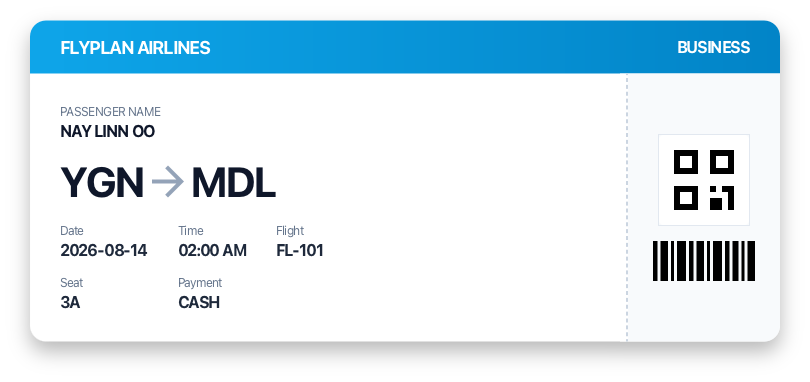 FLYPLAN AIRLINES
BUSINESS
PASSENGER NAME
NAY LINN OO
YGN → MDL
Date Time Flight
2026-08-14 02:00 AM FL-101
Seat Payment
3A CASH